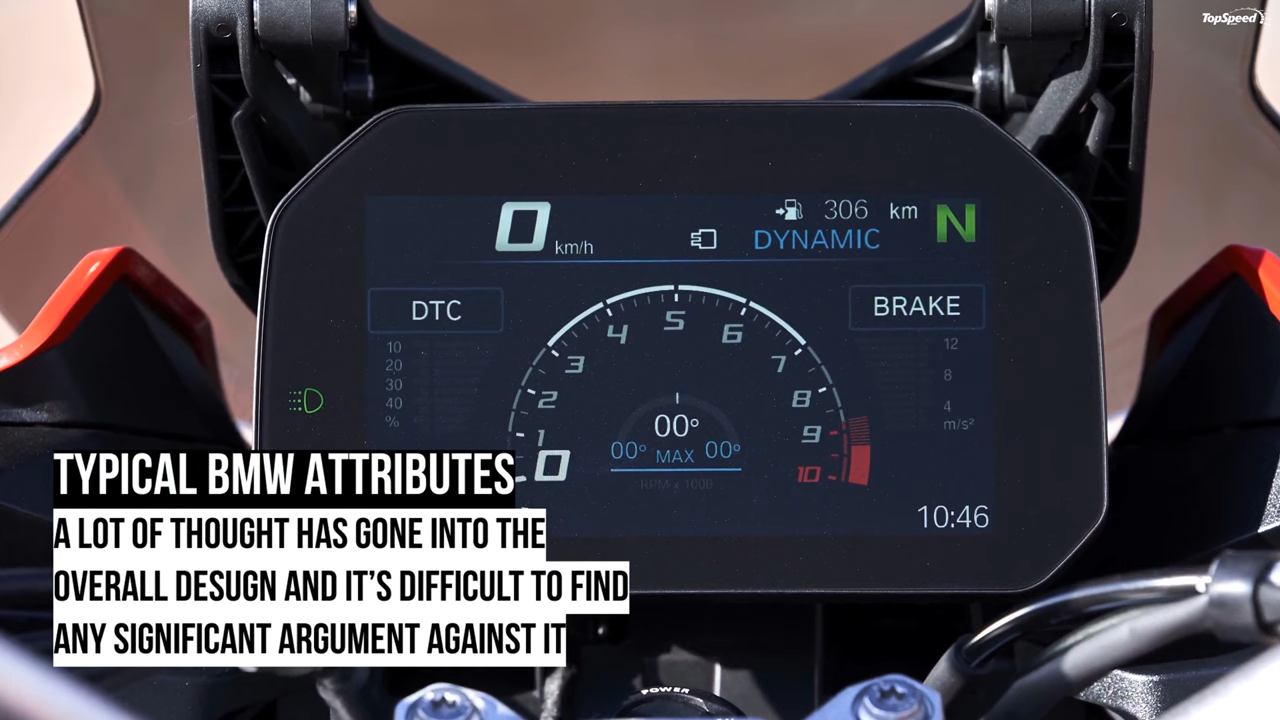 TopSpeed
0 km/h
306 km
DYNAMIC
N
DTC
BRAKE
10
20
30
40
%
0
1
2
3
4
5
6
7
8
9
10
12
8
4
m/s²
00°
00° MAX 00°
RPM x 1000
10:46
TYPICAL BMW ATTRIBUTES
A LOT OF THOUGHT HAS GONE INTO THE
OVERALL DESUGN AND IT'S DIFFICULT TO FIND
ANY SIGNIFICANT ARGUMENT AGAINST IT
POWER